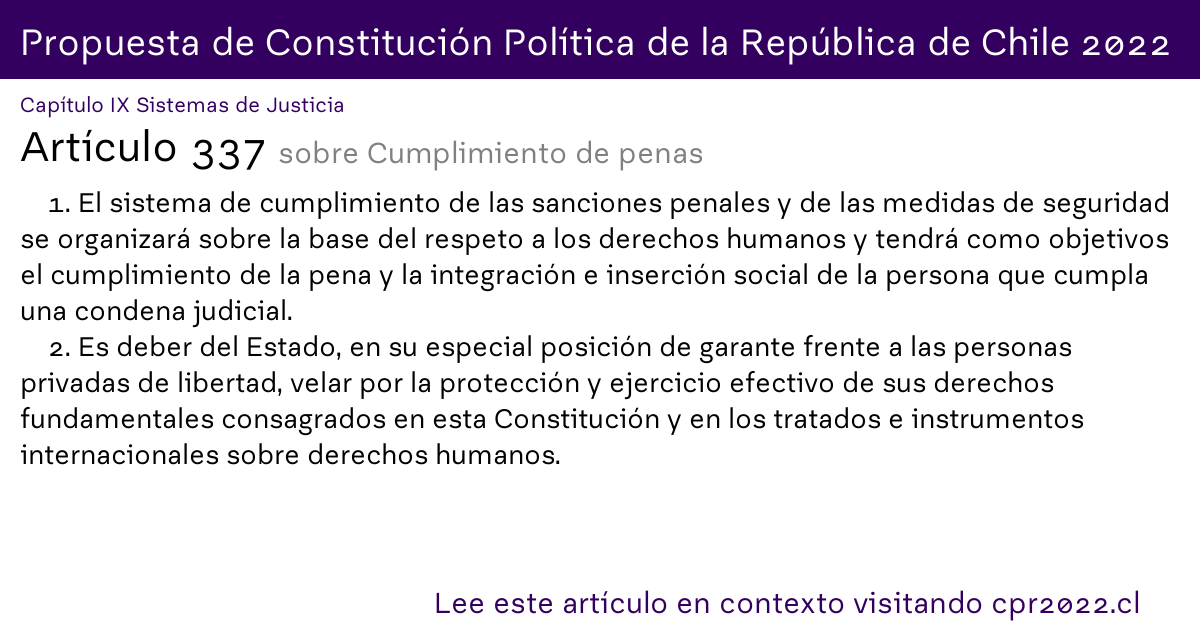 Propuesta de Constitución Política de la República de Chile 2022
Capítulo IX Sistemas de Justicia
Artículo 337 sobre Cumplimiento de penas
1. El sistema de cumplimiento de las sanciones penales y de las medidas de seguridad
se organizará sobre la base del respeto a los derechos humanos y tendrá como objetivos
el cumplimiento de la pena y la integración e inserción social de la persona que cumpla
una condena judicial.
2. Es deber del Estado, en su especial posición de garante frente a las personas
privadas de libertad, velar por la protección y ejercicio efectivo de sus derechos
fundamentales consagrados en esta Constitución y en los tratados e instrumentos
internacionales sobre derechos humanos.
Lee este artículo en contexto visitando cpr2022.cl